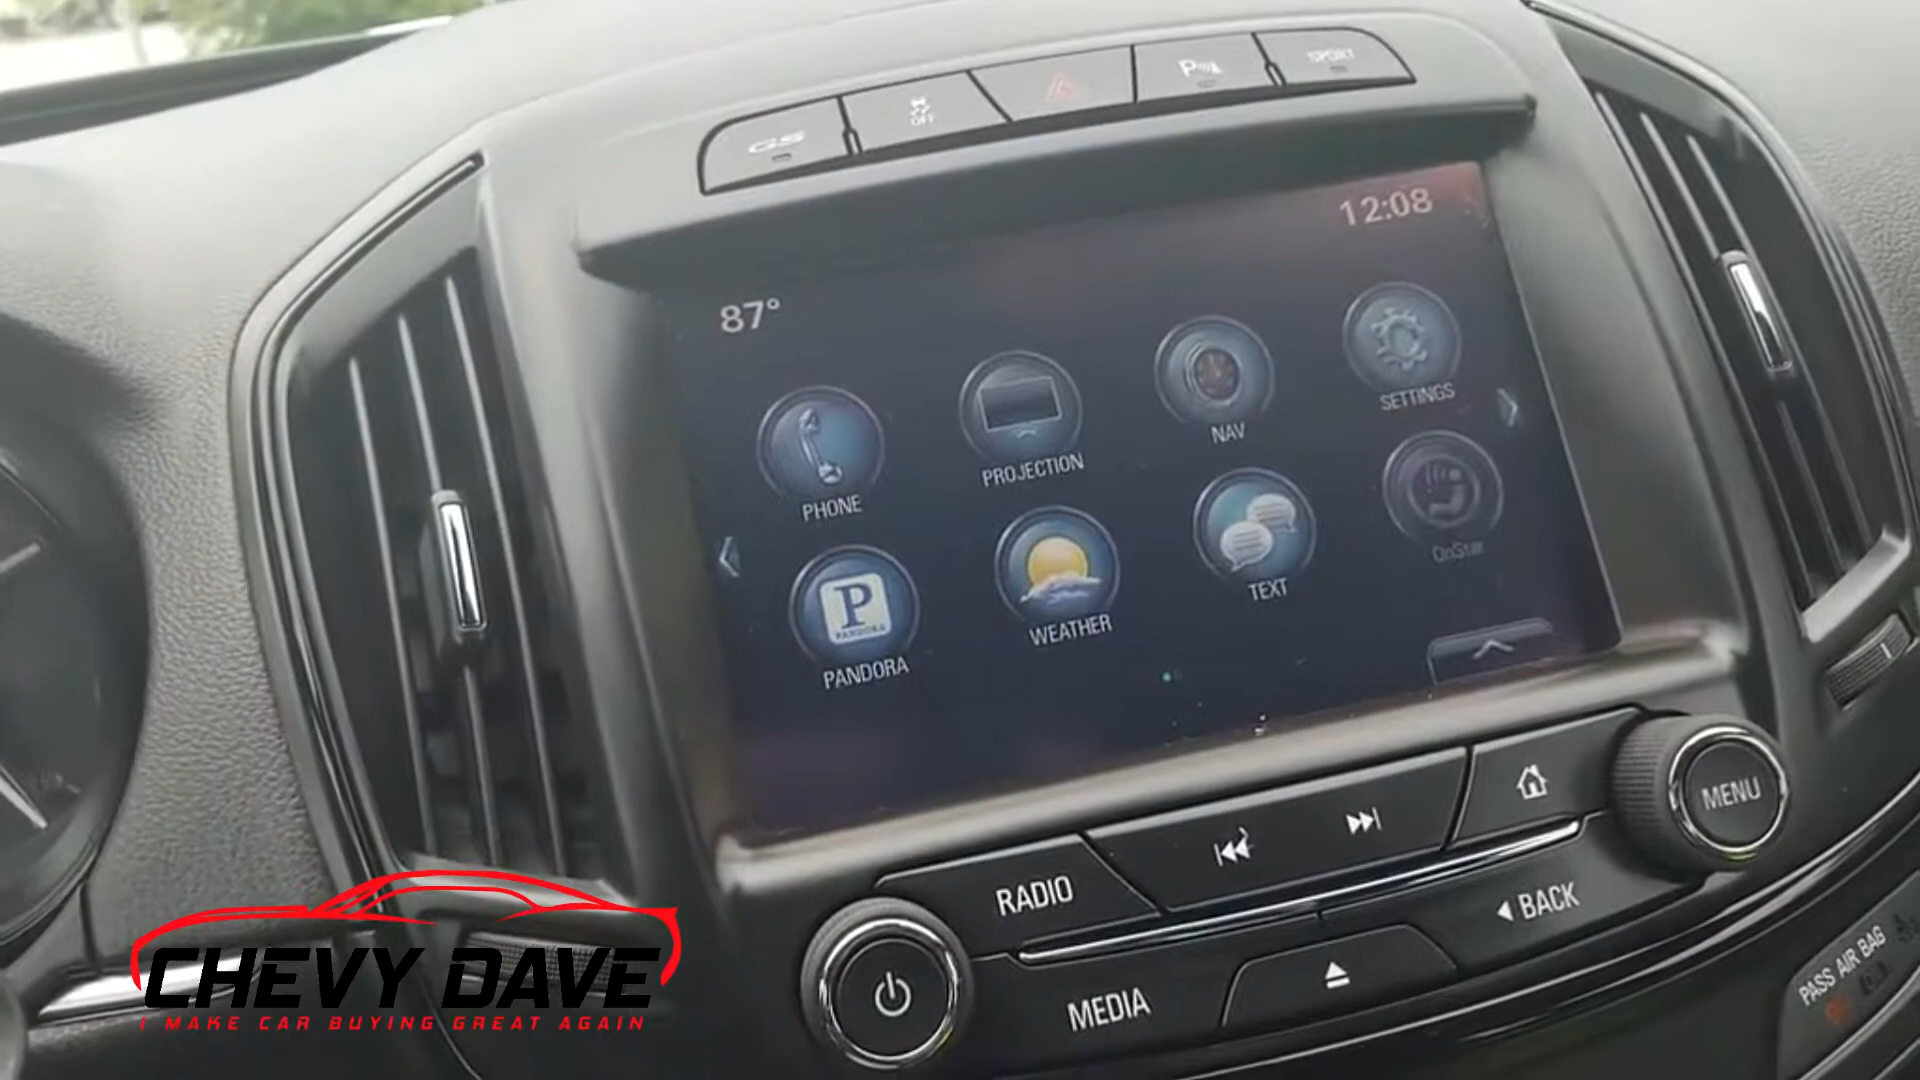 GS
OFF
P
SPORT
12:08
87°
PHONE
PROJECTION
NAV
SETTINGS
PANDORA
PANDORA
WEATHER
TEXT
OnStar
RADIO
MENU
BACK
MEDIA
PASS AIR BAG
CHEVY DAVE
I MAKE CAR BUYING GREAT AGAIN